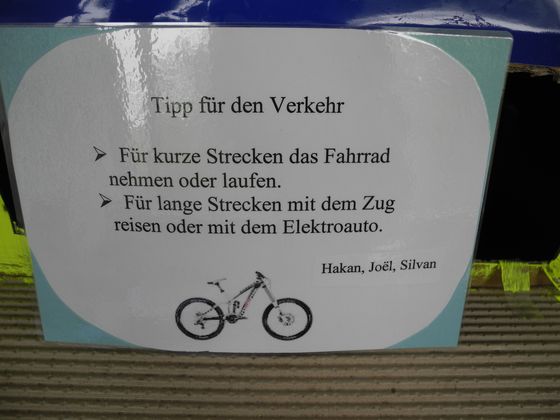 Tipp für den Verkehr
➢ Für kurze Strecken das Fahrrad
nehmen oder laufen.
➢ Für lange Strecken mit dem Zug
reisen oder mit dem Elektroauto.
Hakan, Joël, Silvan